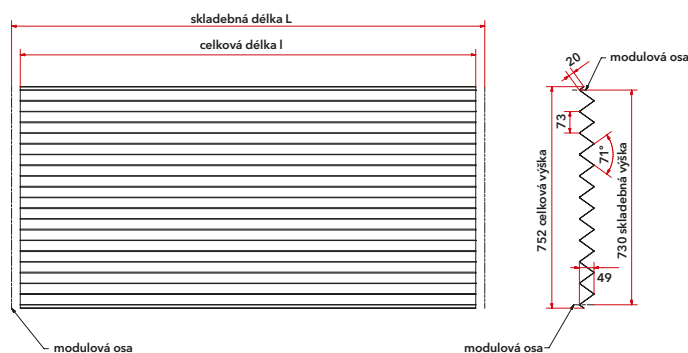 skladebná délka L
celková délka l
20
modulová osa
73
71°
752 celková výška
730 skladebná výška
49
modulová osa
modulová osa